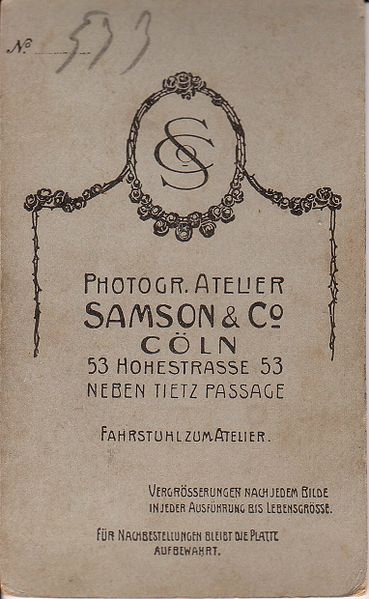 No. 533
SCo
PHOTOGR. ATELIER
SAMSON & Co
CÖLN
53 HOHESTRASSE 53
NEBEN TIETZ PASSAGE
FAHRSTUHL ZUM ATELIER.
VERGRÖSSERUNGEN NACH JEDEM BILDE
IN JEDER AUSFÜHRUNG BIS LEBENSGRÖSSE.
FÜR NACHBESTELLUNGEN BLEIBT DIE PLATTE
AUFBEWAHRT.